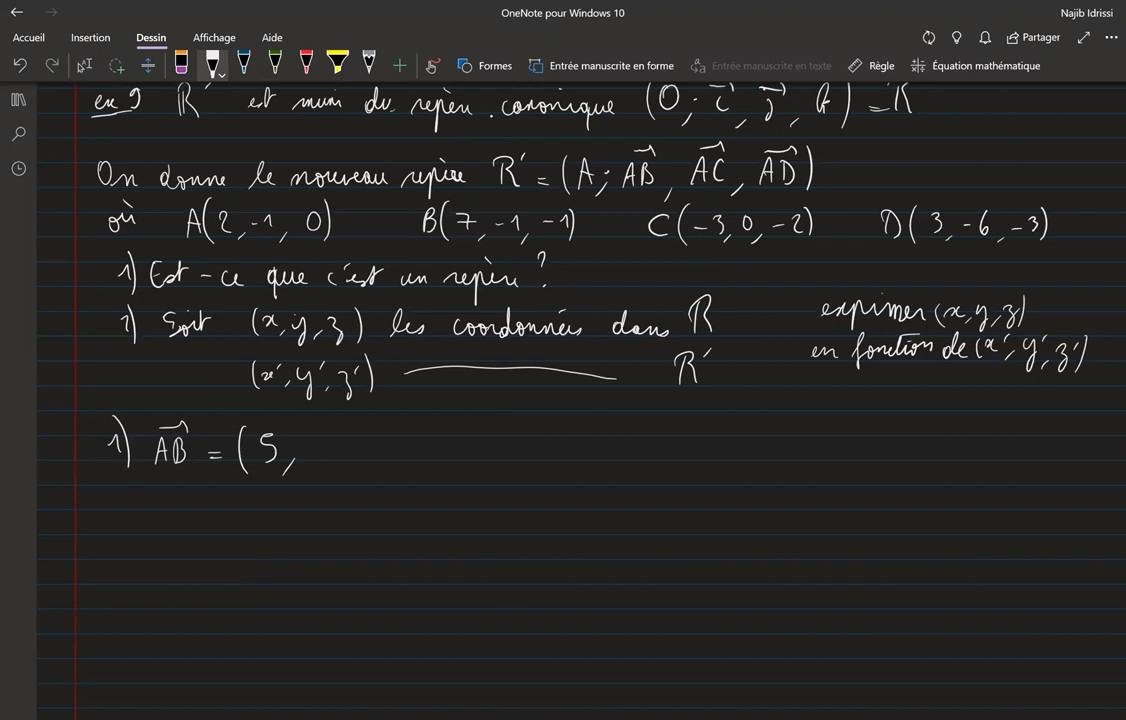 OneNote pour Windows 10
Najib Idrissi
Accueil Insertion Dessin Affichage Aide
Partager
Formes Entrée manuscrite en forme Entrée manuscrite en texte Règle Équation mathématique
ex 9 R³ est muni du repère canonique (O; i⃗, j⃗, k) = R
On donne le nouveau repère R' = (A; AB⃗, AC⃗, AD⃗)
où A(2, -1, 0) B(7, -1, -1) C(-3, 0, -2) D(3, -6, -3)
1) Est-ce que c'est un repère?
2) Soit (x, y, z) les coordonnées dans R
(x', y', z') ——— R'
exprimer (x, y, z)
en fonction de (x', y', z')
1) AB⃗ = (5,